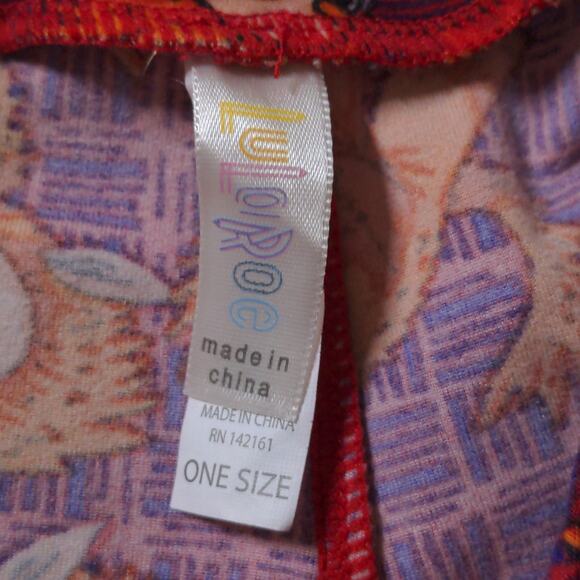 LuLaRoe
made in
china
MADE IN CHINA
RN 142161
ONE SIZE